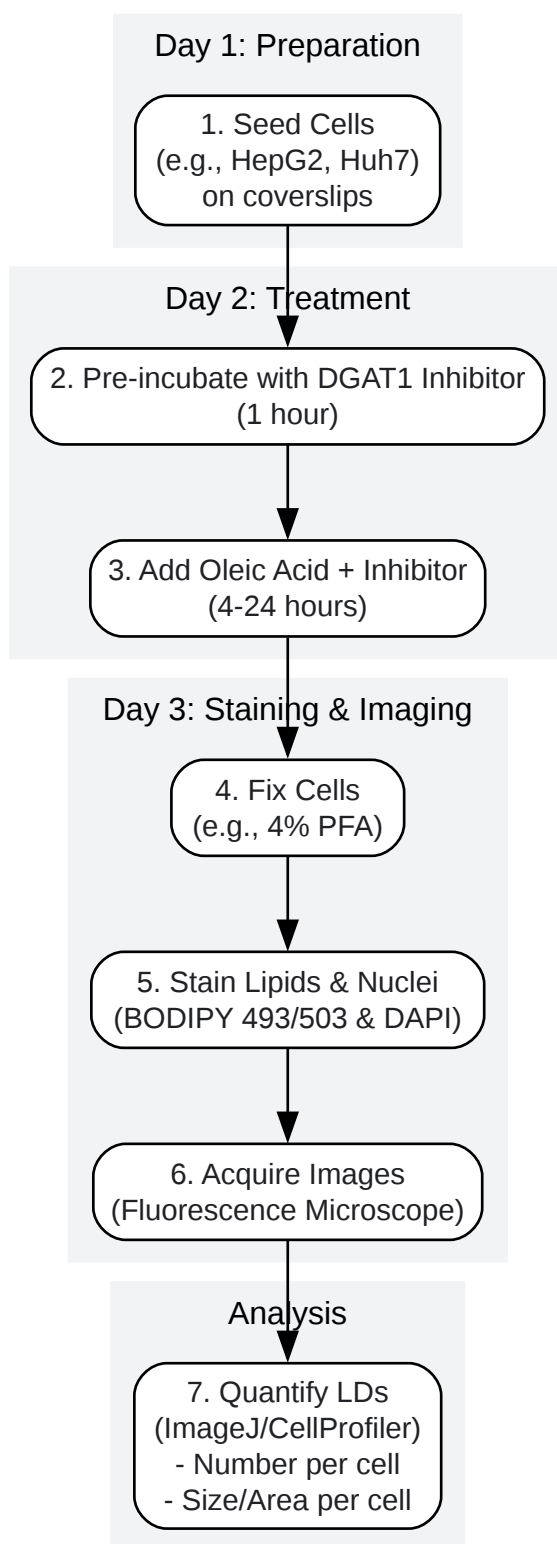 Day 1: Preparation
1. Seed Cells
(e.g., HepG2, Huh7)
on coverslips
Day 2: Treatment
2. Pre-incubate with DGAT1 Inhibitor
(1 hour)
3. Add Oleic Acid + Inhibitor
(4-24 hours)
Day 3: Staining & Imaging
4. Fix Cells
(e.g., 4% PFA)
5. Stain Lipids & Nuclei
(BODIPY 493/503 & DAPI)
6. Acquire Images
(Fluorescence Microscope)
Analysis
7. Quantify LDs
(ImageJ/CellProfiler)
- Number per cell
- Size/Area per cell